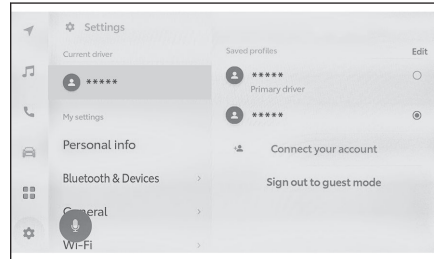 Settings
Current driver
*****
My settings
Personal info
Bluetooth & Devices
General
Wi-Fi
Saved profiles
Edit
*****
Primary driver
*****
Connect your account
Sign out to guest mode